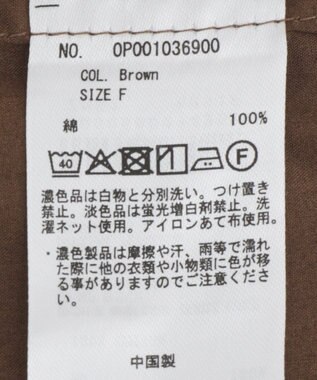 NO. 0P001036900
COL. Brown
SIZE F
綿 100%
40 F
濃色品は白物と分別洗い。つけ置き
禁止。淡色品は蛍光増白剤禁止。洗
濯ネット使用。アイロンあて布使用。
・濃色製品は摩擦や汗、雨等で濡れ
た際に他の衣類や小物類に色が移
る事がありますのでご注意くださ
い。
中国製